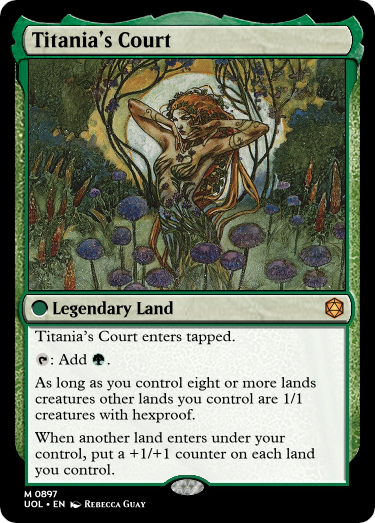 Titania's Court
Legendary Land
Titania's Court enters tapped.
: Add .
As long as you control eight or more lands
creatures other lands you control are 1/1
creatures with hexproof.
When another land enters under your
control, put a +1/+1 counter on each land
you control.
M 0897
UOL • EN Rebecca Guay